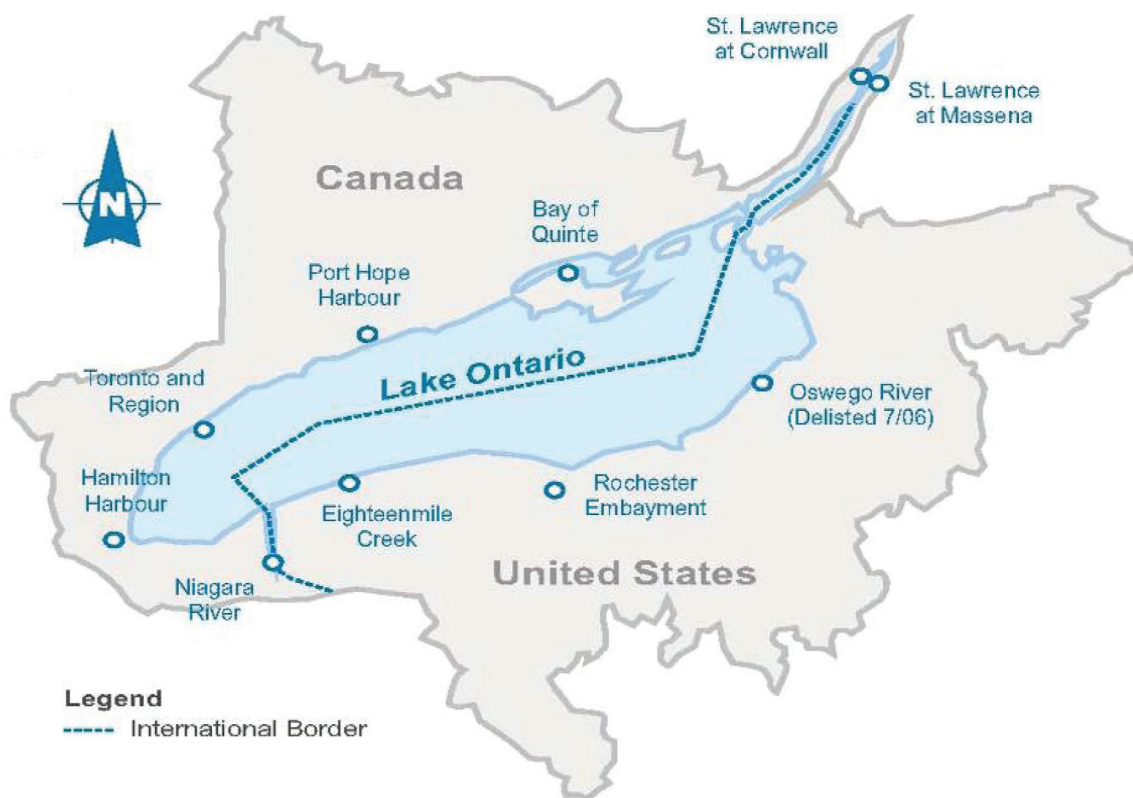 St. Lawrence
at Cornwall
St. Lawrence
at Massena
N
Canada
Bay of
Quinte
Port Hope
Harbour
Lake Ontario
Toronto and
Region
Oswego River
(Delisted 7/06)
Hamilton
Harbour
Eighteenmile
Creek
Rochester
Embayment
Niagara
River
United States
Legend
International Border